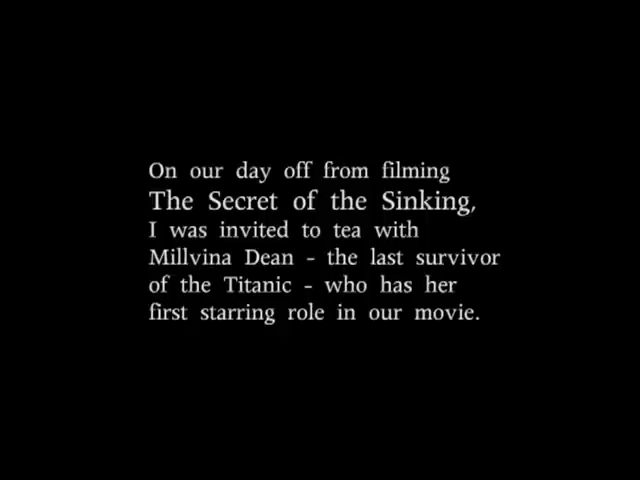 On our day off from filming
The Secret of the Sinking,
I was invited to tea with
Millvina Dean - the last survivor
of the Titanic - who has her
first starring role in our movie.